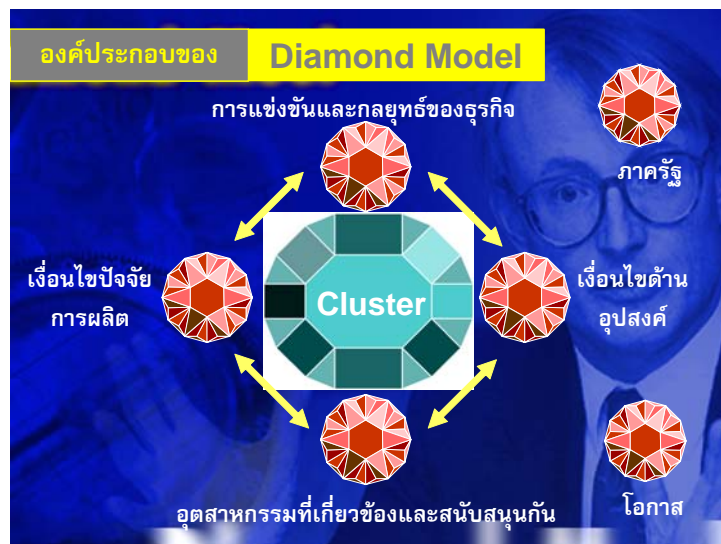 องค์ประกอบของ Diamond Model
การแข่งขันและกลยุทธ์ของธุรกิจ
ภาครัฐ
เงื่อนไขปัจจัย
การผลิต
Cluster
เงื่อนไขด้าน
อุปสงค์
อุตสาหกรรมที่เกี่ยวข้องและสนับสนุนกัน
โอกาส